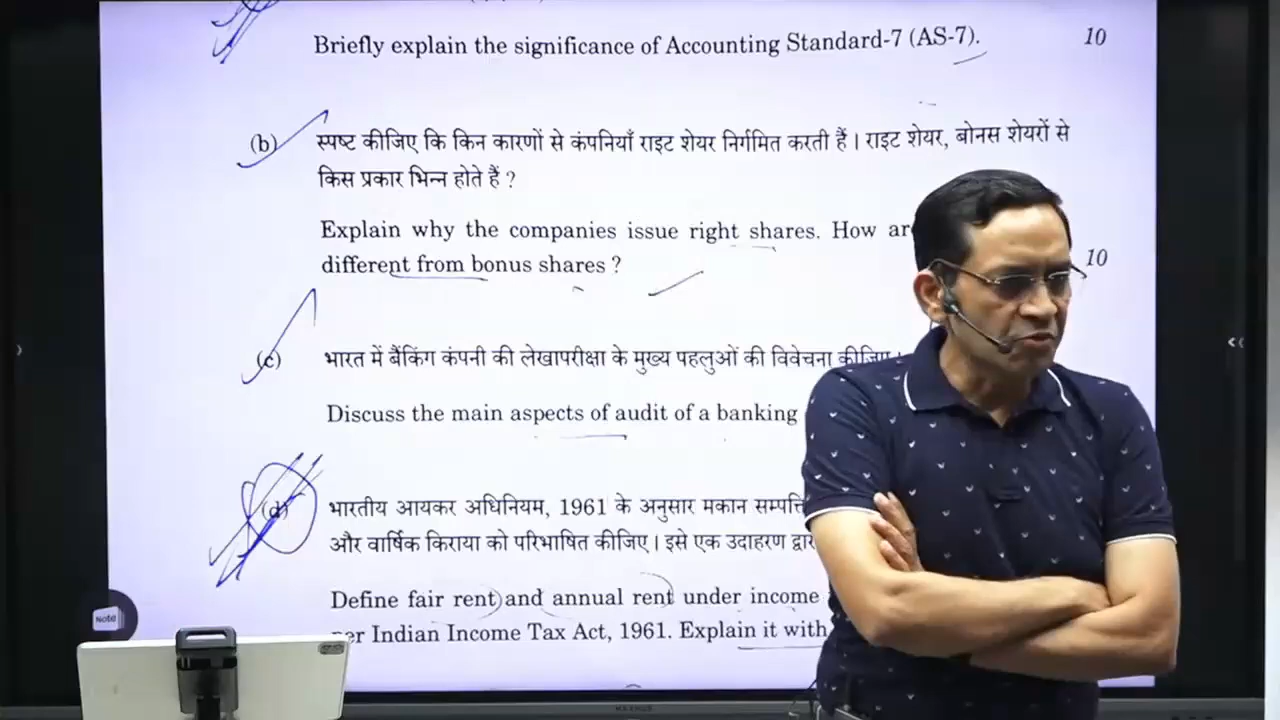 Briefly explain the significance of Accounting Standard-7 (AS-7). 10
(b) स्पष्ट कीजिए कि किन कारणों से कंपनियाँ राइट शेयर निर्गमित करती हैं । राइट शेयर, बोनस शेयरों से
किस प्रकार भिन्न होते हैं ?
Explain why the companies issue right shares. How
different from bonus shares ? 10
(c) भारत में बैंकिंग कंपनी की लेखापरीक्षा के मुख्य पहलुओं की विवेचना कीजिए ।
Discuss the main aspects of audit of a banking
(d) भारतीय आयकर अधिनियम, 1961 के अनुसार मकान
और वार्षिक किराया को परिभाषित कीजिए । इसे एक उदाहरण
Define fair rent and annual rent under income
per Indian Income Tax Act, 1961. Explain it with
Note